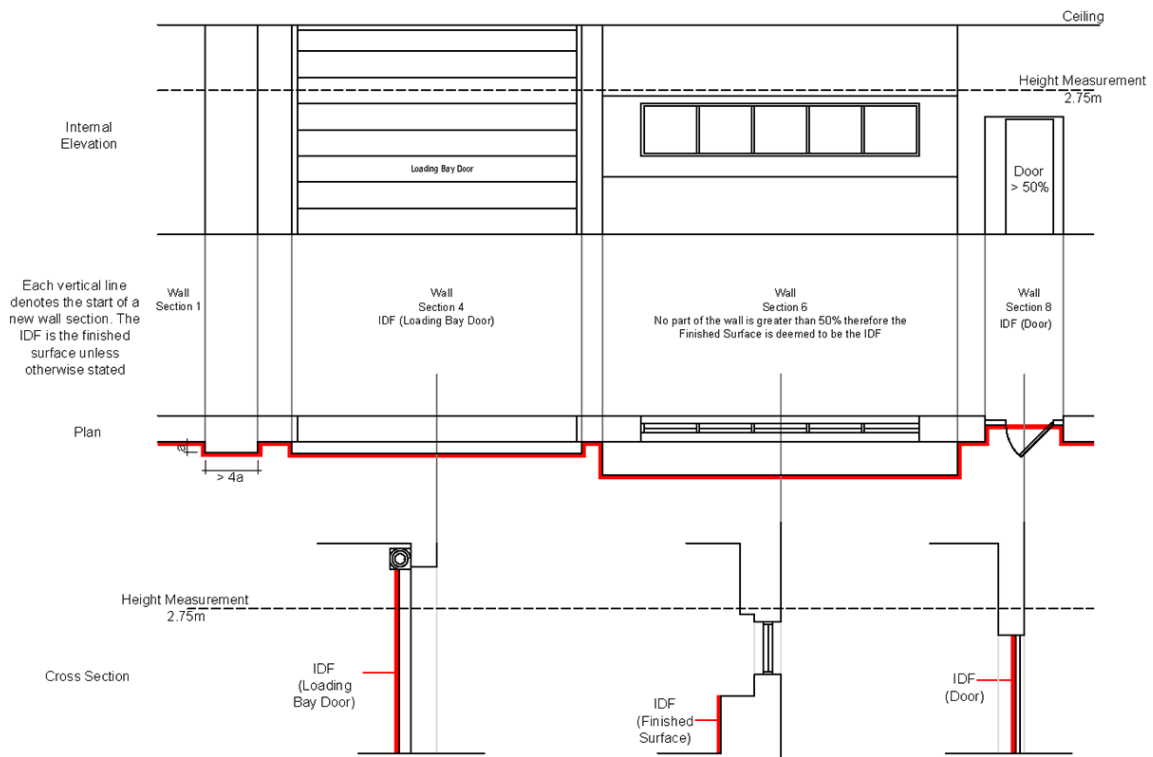 Ceiling
Height Measurement
2.75m
Internal
Elevation
Loading Bay Door
Door
> 50%
Each vertical line
denotes the start of a
new wall section. The
IDF is the finished
surface unless
otherwise stated
Wall
Section 1
Wall
Section 4
IDF (Loading Bay Door)
Wall
Section 6
No part of the wall is greater than 50% therefore the
Finished Surface is deemed to be the IDF
Wall
Section 8
IDF (Door)
Plan
a
> 4a
Height Measurement
2.75m
Cross Section
IDF
(Loading
Bay Door)
IDF
(Finished
Surface)
IDF
(Door)